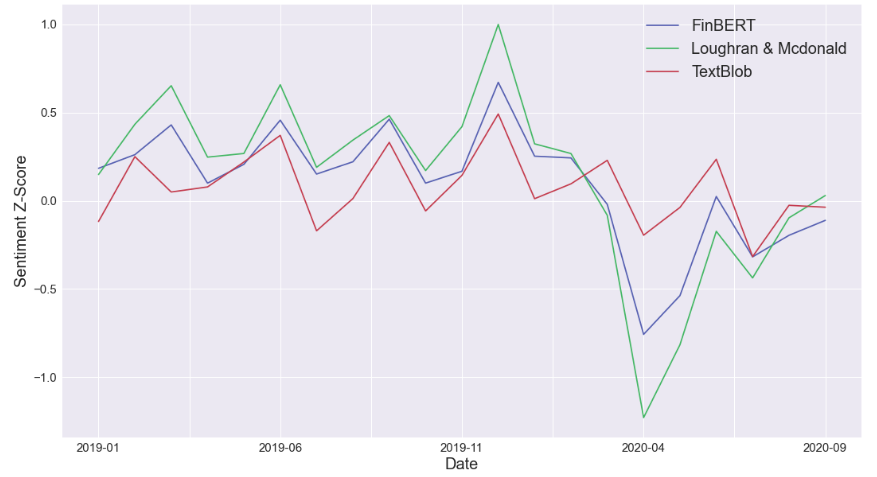 FinBERT
Loughran & Mcdonald
TextBlob
1.0
0.5
0.0
−0.5
−1.0
Sentiment Z-Score
2019-01 2019-06 2019-11 2020-04 2020-09
Date